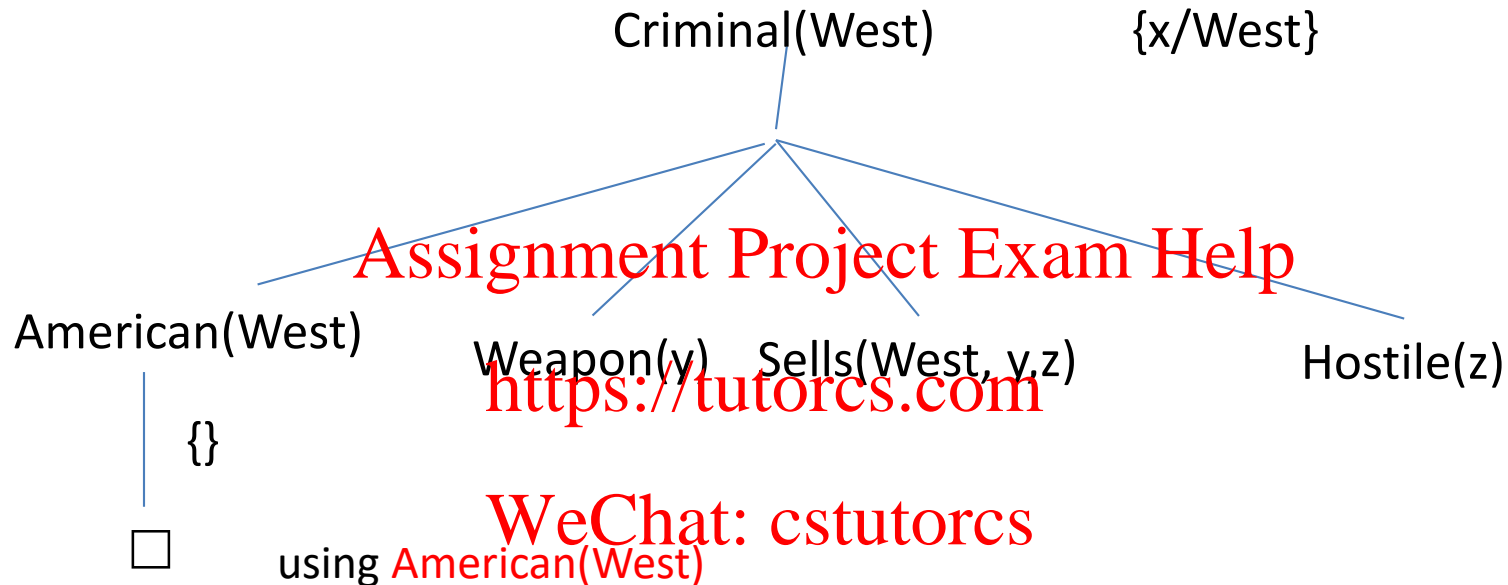 Criminal(West) {x/West}
Assignment Project Exam Help
American(West)
Weapon(y) Sells(West, y,z) Hostile(z)
https://tutorcs.com
{}
WeChat: cstutorcs
□ using American(West)